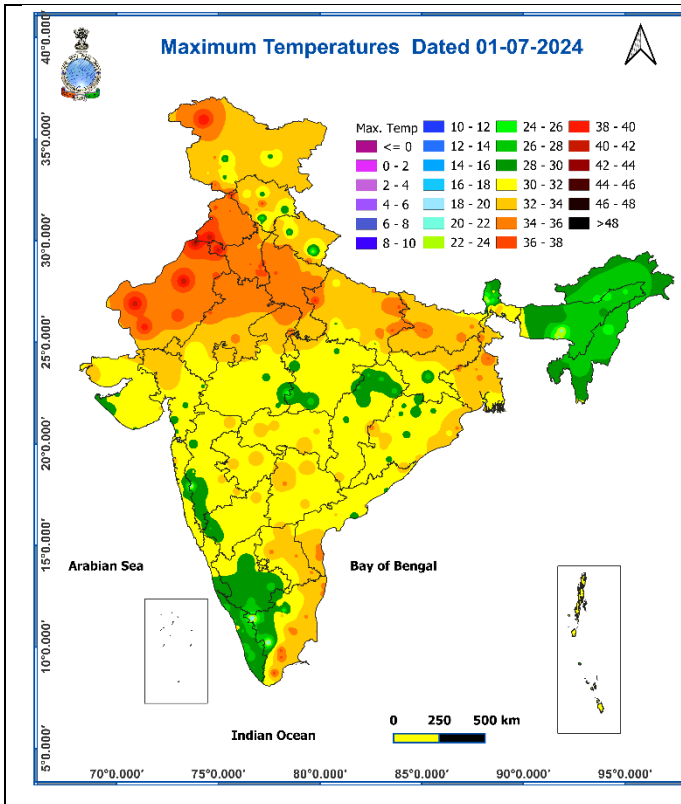 Maximum Temperatures Dated 01-07-2024
Max. Temp
<= 0
0 - 2
2 - 4
4 - 6
6 - 8
8 - 10
10 - 12
12 - 14
14 - 16
16 - 18
18 - 20
20 - 22
22 - 24
24 - 26
26 - 28
28 - 30
30 - 32
32 - 34
34 - 36
36 - 38
38 - 40
40 - 42
42 - 44
44 - 46
46 - 48
>48
40°0.000'
35°0.000'
30°0.000'
25°0.000'
20°0.000'
15°0.000'
10°0.000'
5°0.000'
Arabian Sea
Bay of Bengal
Indian Ocean
0 250 500 km
70°0.000' 75°0.000' 80°0.000' 85°0.000' 90°0.000' 95°0.000'